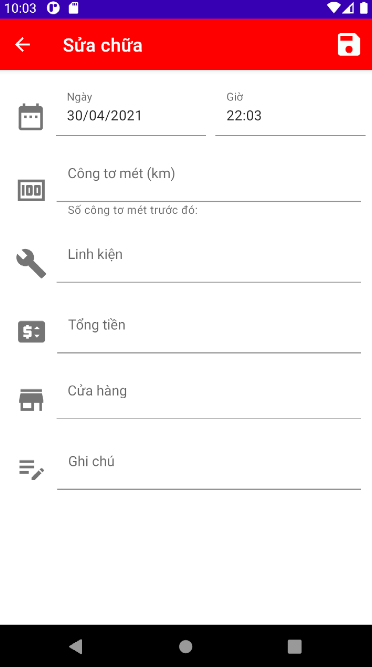 10:03
Sửa chữa
Ngày
Giờ
30/04/2021
22:03
Công tơ mét (km)
Số công tơ mét trước đó:
Linh kiện
Tổng tiền
Cửa hàng
Ghi chú